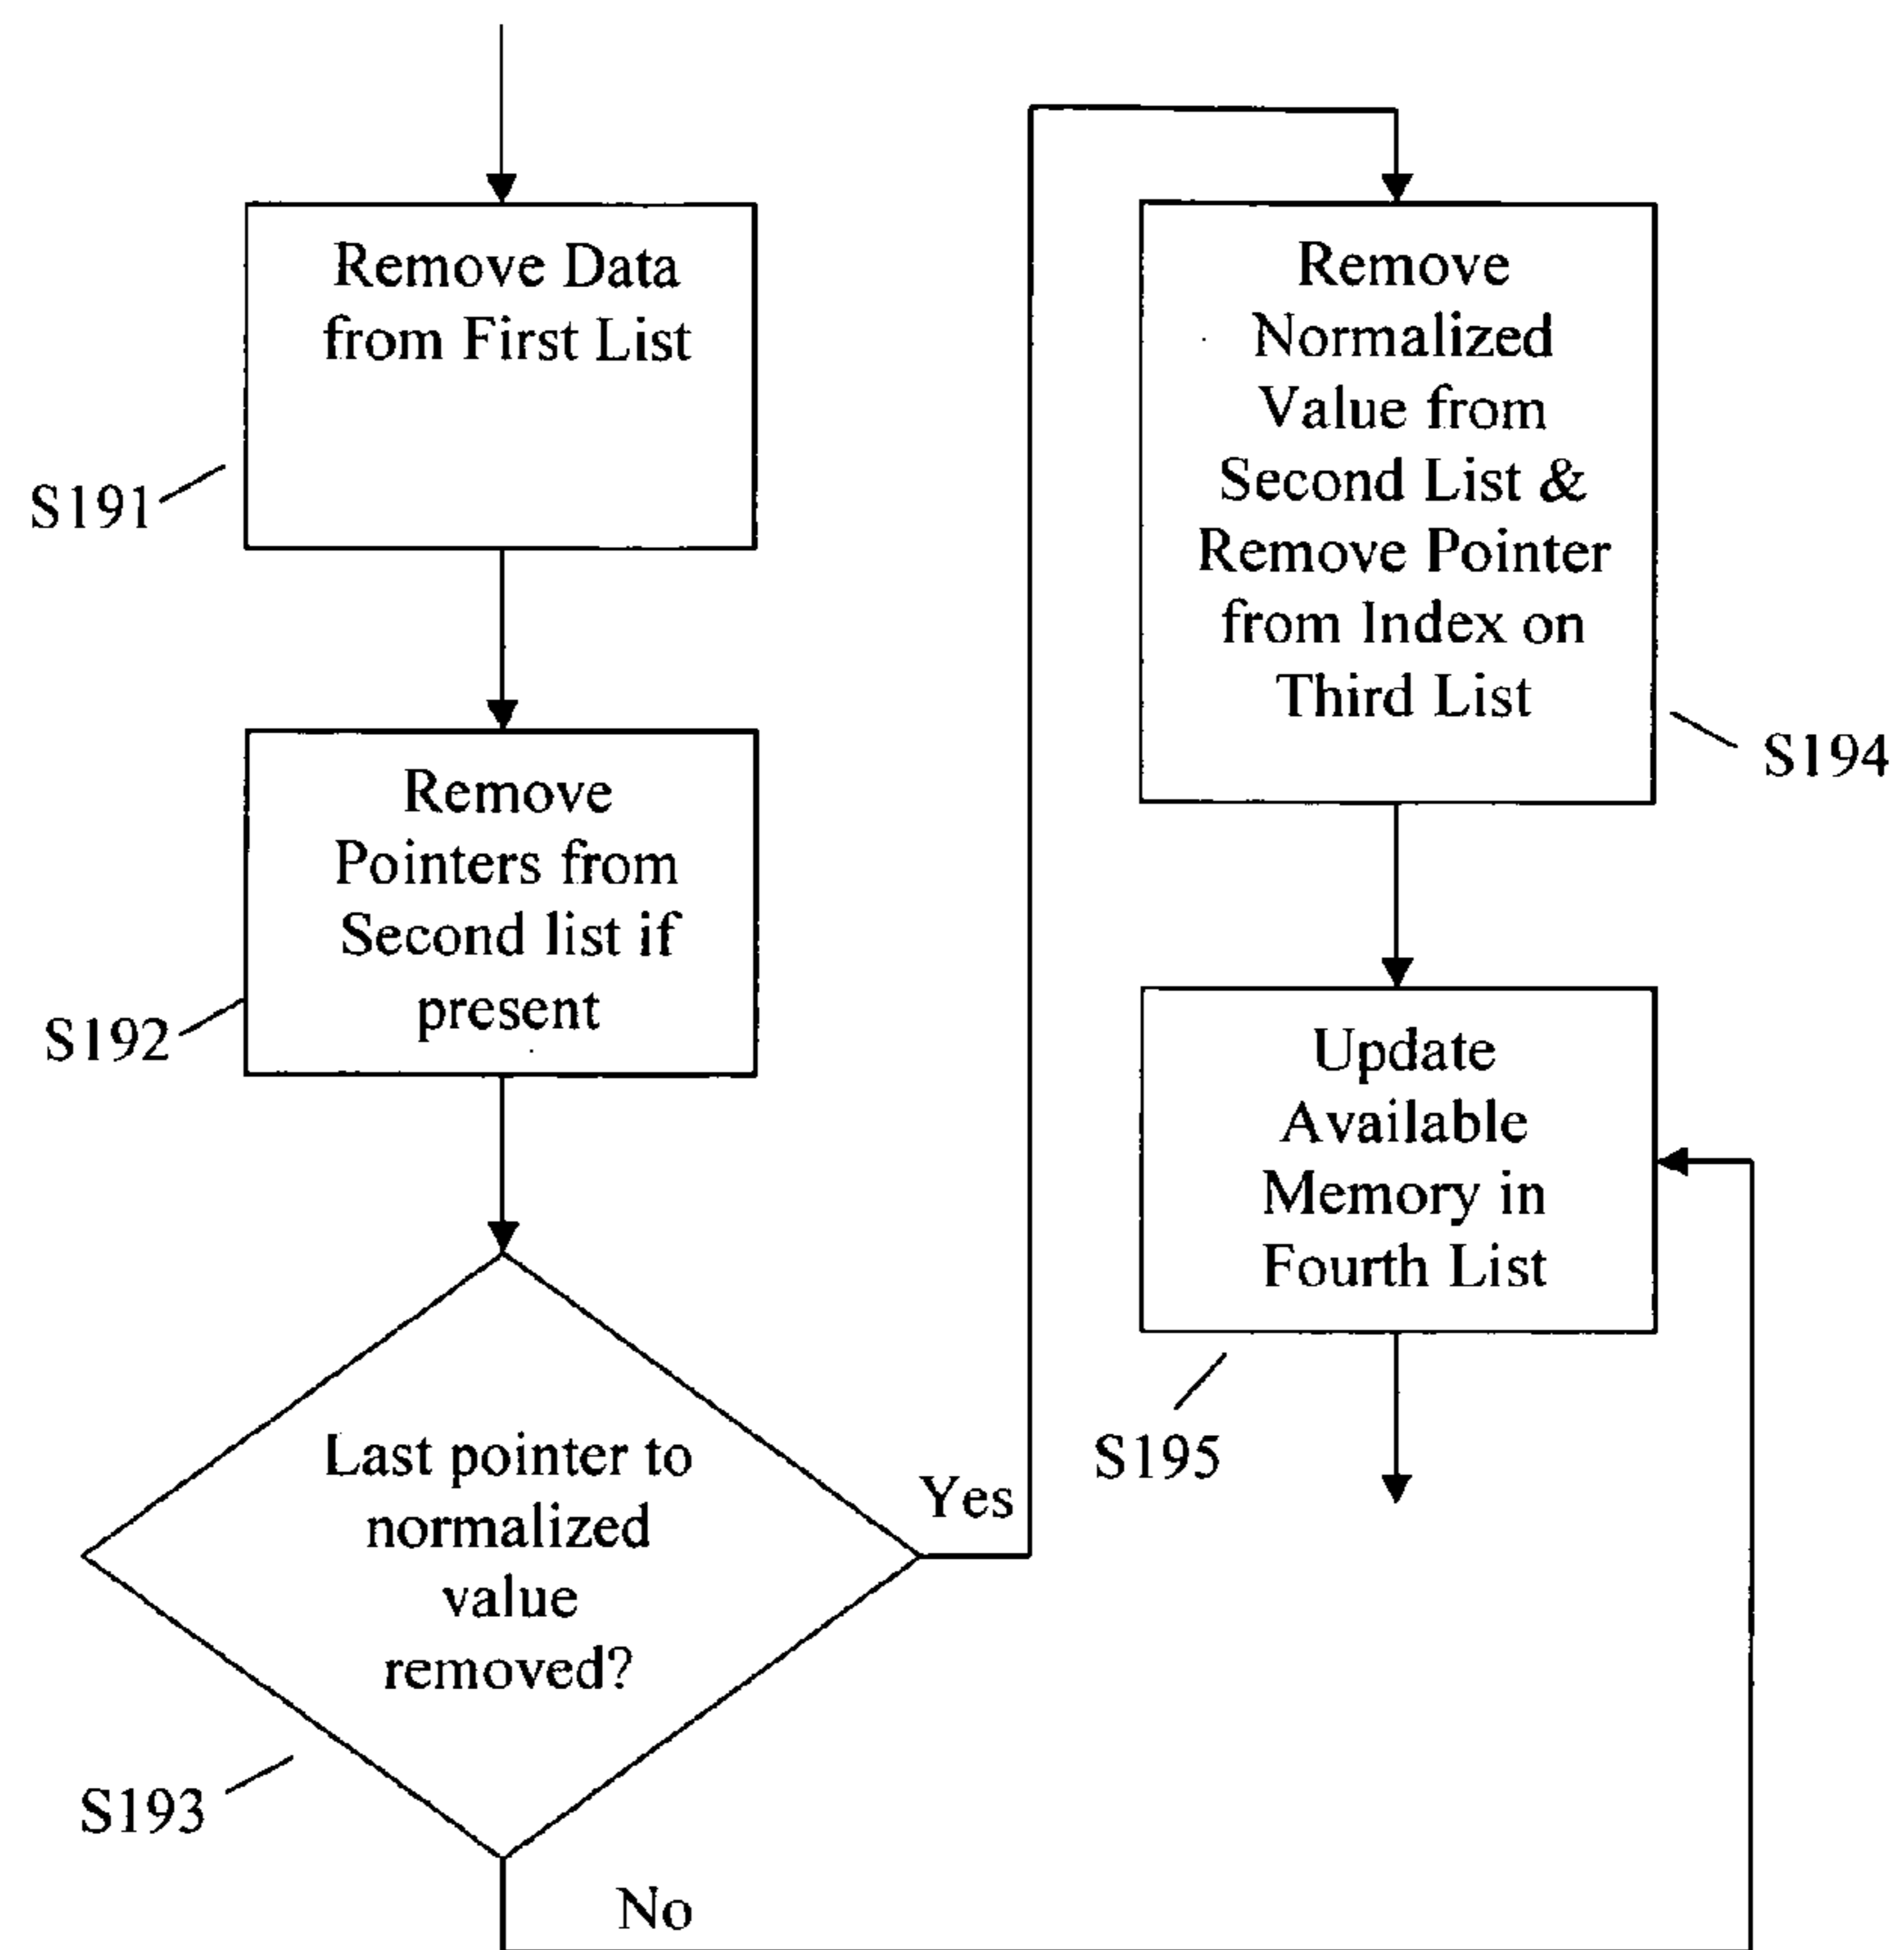 Remove Data
from First List
S191
Remove
Pointers from
Second list if
present
S192
Last pointer to
normalized
value
removed?
S193
Yes
No
Remove
Normalized
Value from
Second List &
Remove Pointer
from Index on
Third List
S194
Update
Available
Memory in
Fourth List
S195